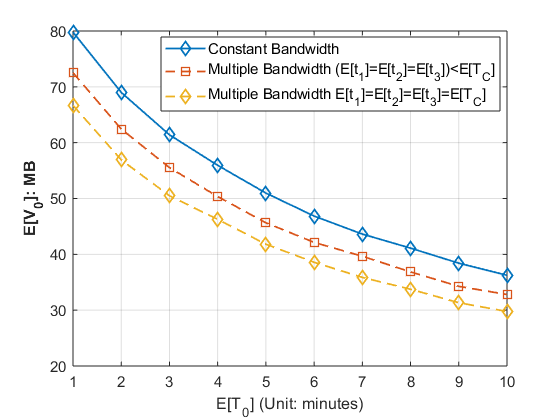 80
70
60
50
40
30
20
E[V0]: MB
Constant Bandwidth
Multiple Bandwidth (E[t1]=E[t2]=E[t3])<E[TC]
Multiple Bandwidth E[t1]=E[t2]=E[t3]=E[TC]
1 2 3 4 5 6 7 8 9 10
E[T0] (Unit: minutes)